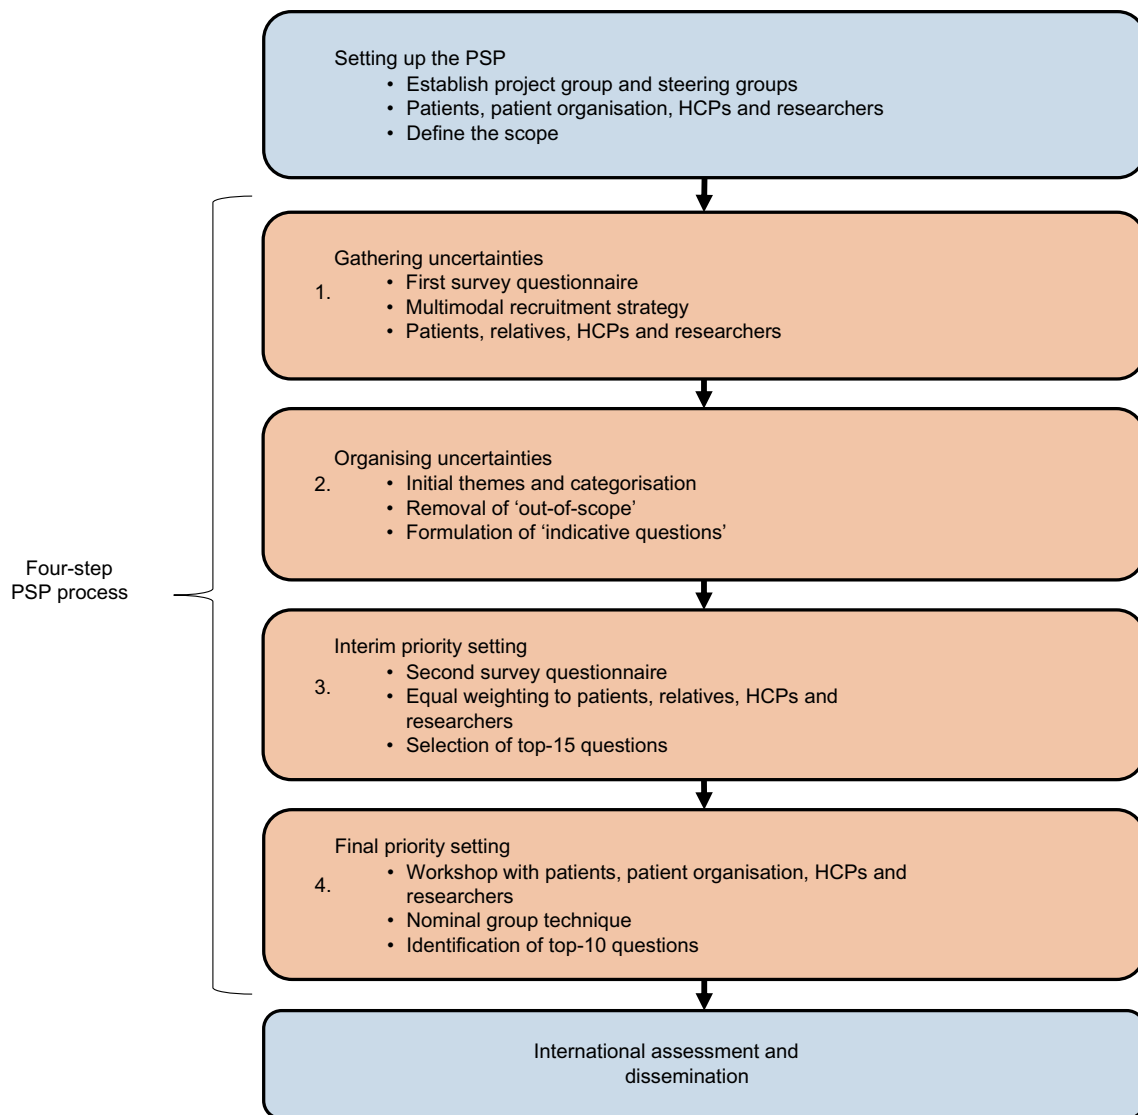 Setting up the PSP
• Establish project group and steering groups
• Patients, patient organisation, HCPs and researchers
• Define the scope
Gathering uncertainties
1.
• First survey questionnaire
• Multimodal recruitment strategy
• Patients, relatives, HCPs and researchers
Organising uncertainties
2.
• Initial themes and categorisation
• Removal of ‘out-of-scope’
• Formulation of ‘indicative questions’
Four-step
PSP process
Interim priority setting
3.
• Second survey questionnaire
• Equal weighting to patients, relatives, HCPs and
researchers
• Selection of top-15 questions
Final priority setting
4.
• Workshop with patients, patient organisation, HCPs and
researchers
• Nominal group technique
• Identification of top-10 questions
International assessment and
dissemination